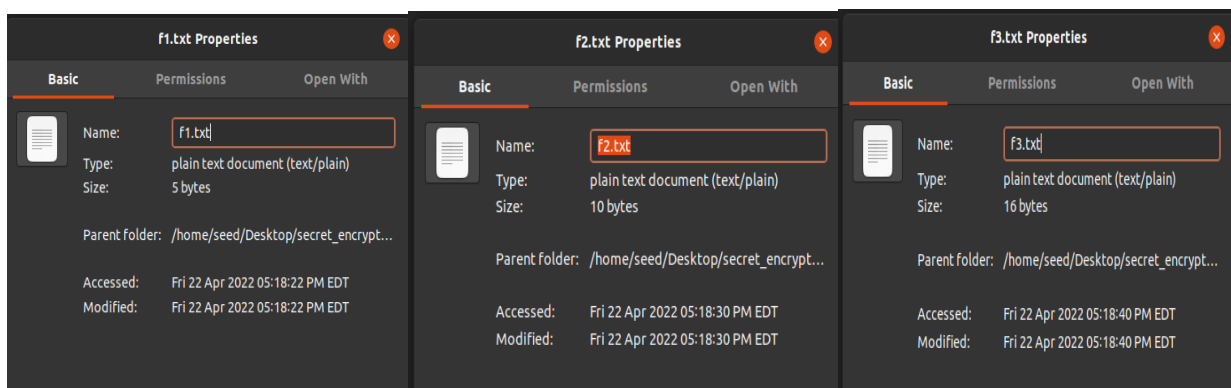 f1.txt Properties
Basic Permissions Open With
Name: f1.txt
Type: plain text document (text/plain)
Size: 5 bytes
Parent folder: /home/seed/Desktop/secret_encrypt...
Accessed: Fri 22 Apr 2022 05:18:22 PM EDT
Modified: Fri 22 Apr 2022 05:18:22 PM EDT
f2.txt Properties
Basic Permissions Open With
Name: f2.txt
Type: plain text document (text/plain)
Size: 10 bytes
Parent folder: /home/seed/Desktop/secret_encrypt...
Accessed: Fri 22 Apr 2022 05:18:30 PM EDT
Modified: Fri 22 Apr 2022 05:18:30 PM EDT
f3.txt Properties
Basic Permissions Open With
Name: f3.txt
Type: plain text document (text/plain)
Size: 16 bytes
Parent folder: /home/seed/Desktop/secret_encrypt...
Accessed: Fri 22 Apr 2022 05:18:40 PM EDT
Modified: Fri 22 Apr 2022 05:18:40 PM EDT